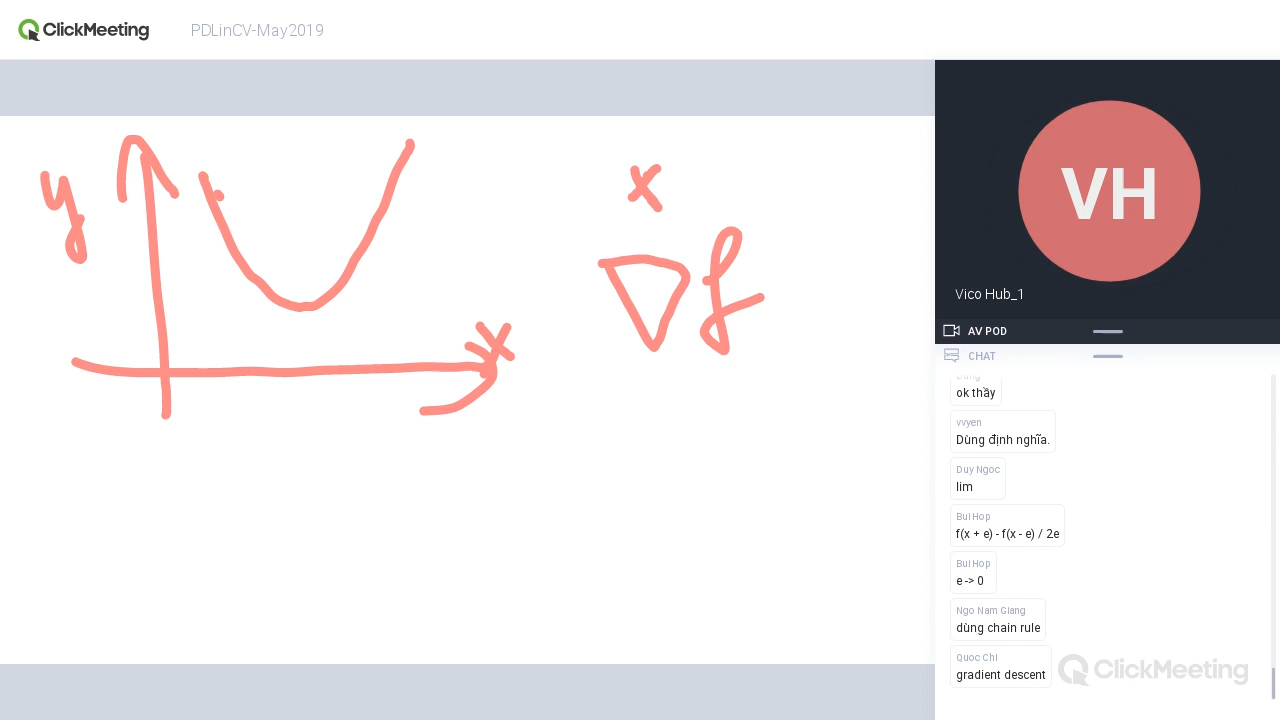 ClickMeeting
PDLinCV-May2019
y
x
x
∇f
VH
Vico Hub_1
AV POD
CHAT
Dung
ok thầy
vvyen
Dùng định nghĩa.
Duy Ngoc
lim
Bui Hop
f(x + e) - f(x - e) / 2e
Bui Hop
e -> 0
Ngo Nam Giang
dùng chain rule
Quoc Chi
gradient descent
ClickMeeting